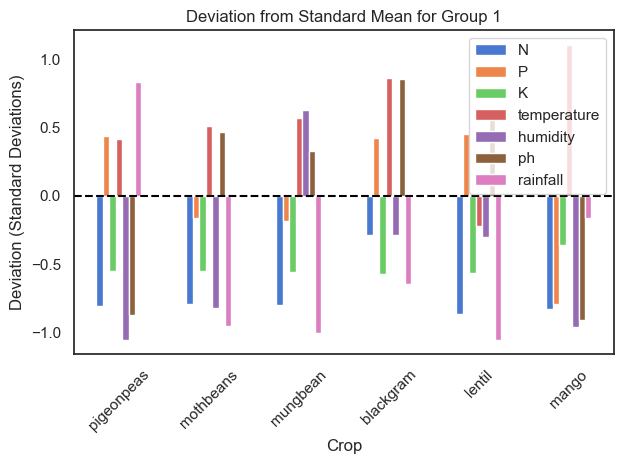 Deviation from Standard Mean for Group 1
Deviation (Standard Deviations)
1.0
0.5
0.0
−0.5
−1.0
N
P
K
temperature
humidity
ph
rainfall
pigeonpeas
mothbeans
mungbean
blackgram
lentil
mango
Crop